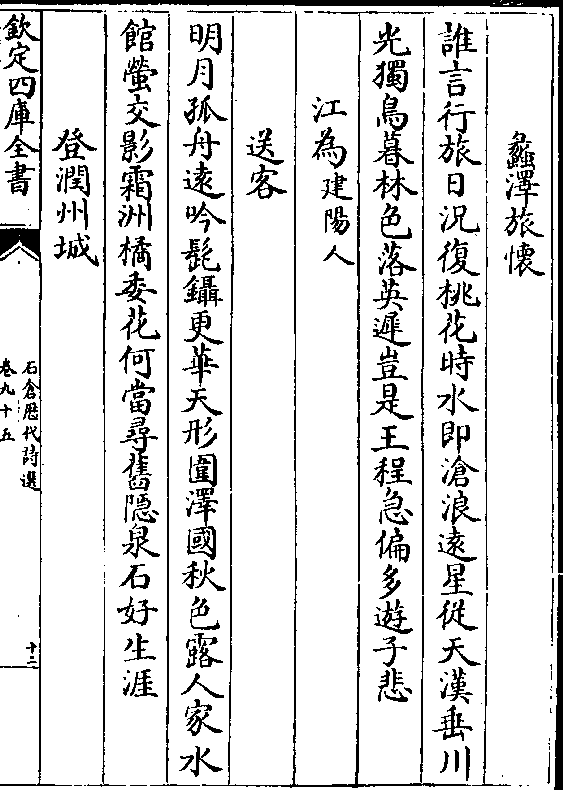 蠡澤旅懷
誰言行旅日況復桃花時水即滄浪遠星從天漢垂川
光獨鳥暮林色落英遲豈是王程急偏多遊子悲
江為建陽人
送客
明月孤舟遠吟髭鑷更華天形圍澤國秋色露人家水
館螢交影霜洲橘委花何當尋舊隱泉石好生涯
登潤州城
欽定四庫全書
石倉歷代詩選
卷九十五
十三